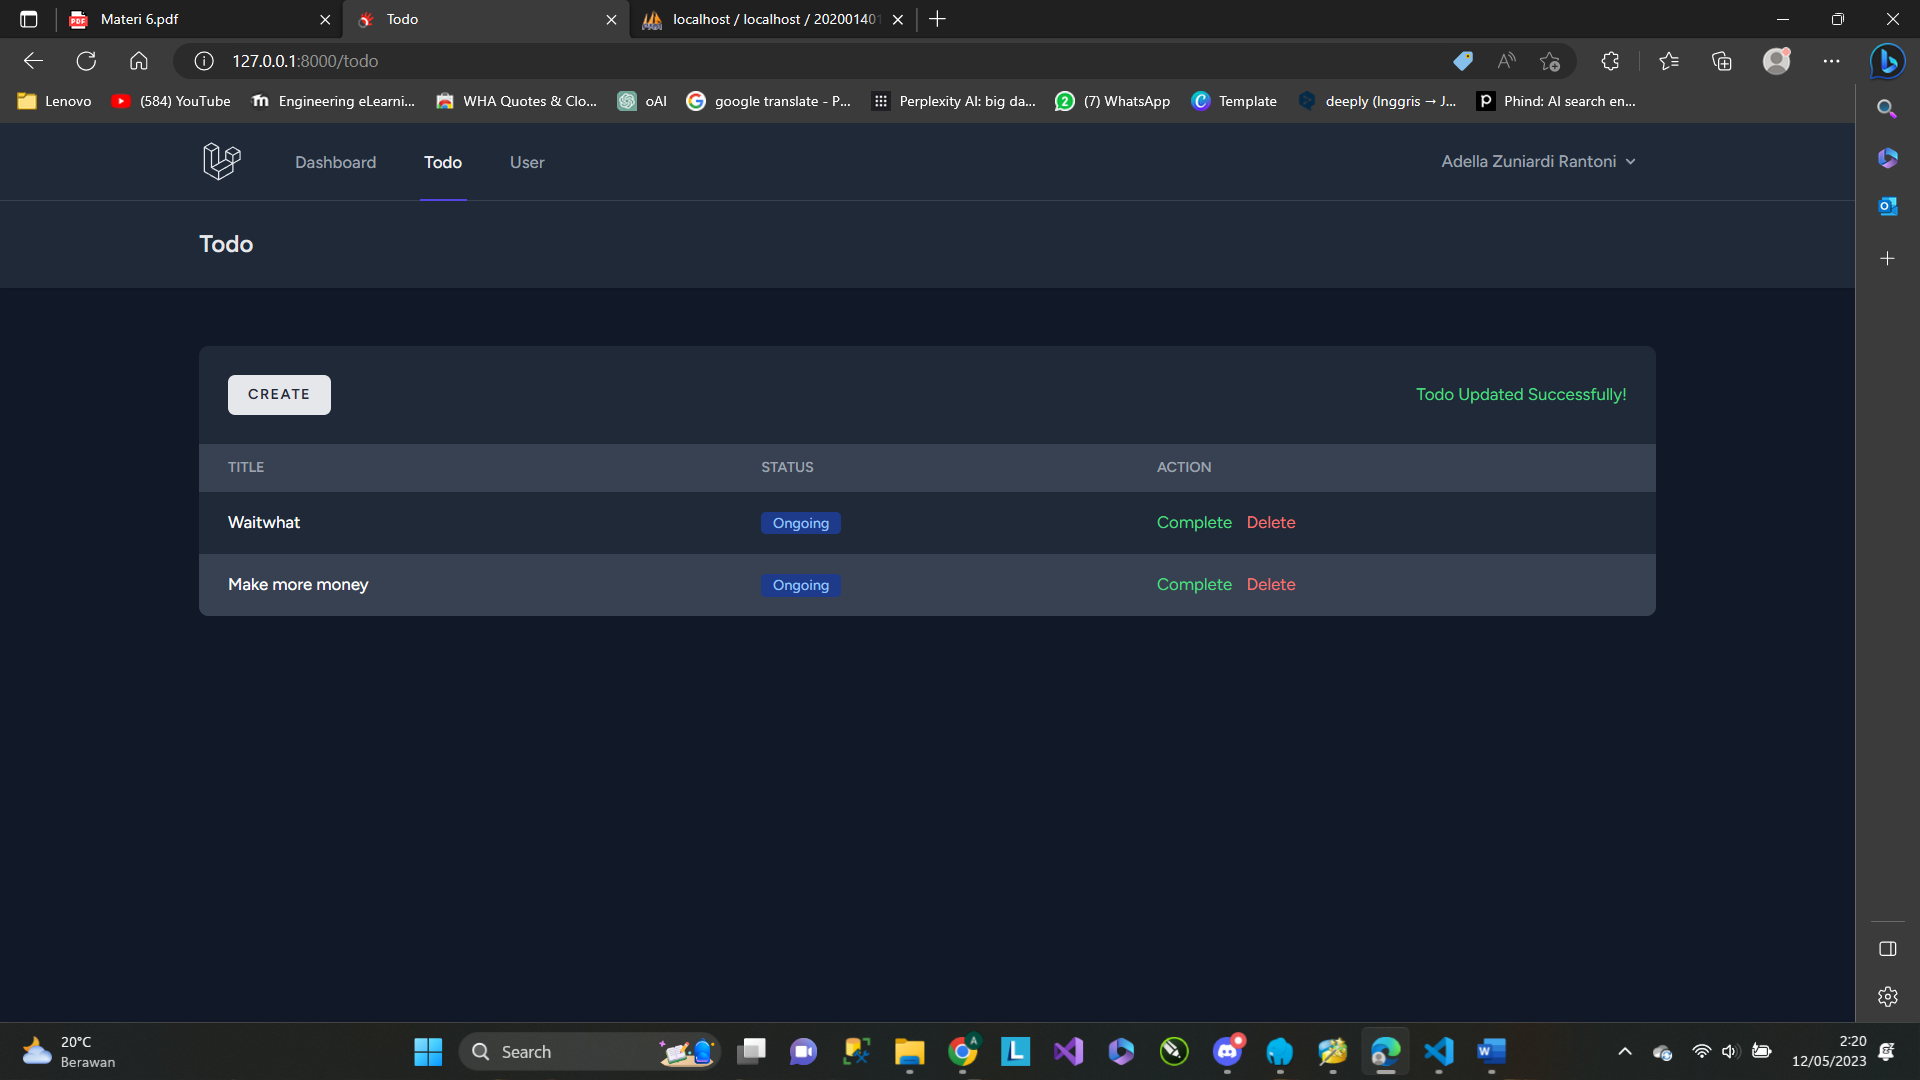 Materi 6.pdf
Todo
localhost / localhost / 202001401
127.0.0.1:8000/todo
Lenovo
(584) YouTube
Engineering eLearni...
WHA Quotes & Clo...
oAI
google translate - P...
Perplexity AI: big da...
(7) WhatsApp
Template
deeply (Inggris → J...
Phind: AI search en...
Dashboard
Todo
User
Adella Zuniardi Rantoni
Todo
CREATE
Todo Updated Successfully!
TITLE STATUS ACTION
Waitwhat Ongoing Complete Delete
Make more money Ongoing Complete Delete
20°C
Berawan
Search
2:20
12/05/2023